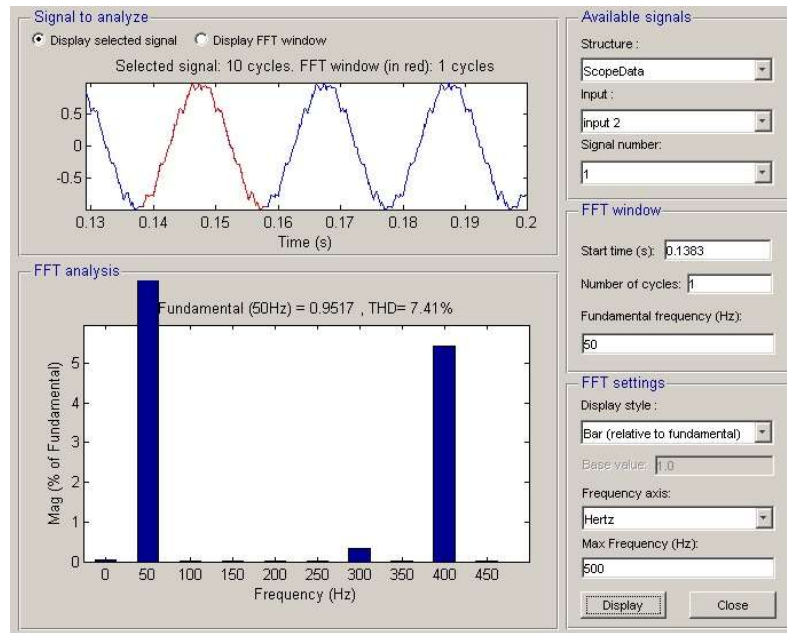 Signal to analyze
Display selected signal Display FFT window
Selected signal: 10 cycles. FFT window (in red): 1 cycles
0.5
0
-0.5
0.13 0.14 0.15 0.16 0.17 0.18 0.19 0.2
Time (s)
FFT analysis
Fundamental (50Hz) = 0.9517 , THD= 7.41%
5
4
3
2
1
0
Mag (% of Fundamental)
0 50 100 150 200 250 300 350 400 450
Frequency (Hz)
Available signals
Structure :
ScopeData
Input :
input 2
Signal number:
1
FFT window
Start time (s): 0.1383
Number of cycles: 1
Fundamental frequency (Hz):
50
FFT settings
Display style :
Bar (relative to fundamental)
Base value: 1.0
Frequency axis:
Hertz
Max Frequency (Hz):
500
Display Close